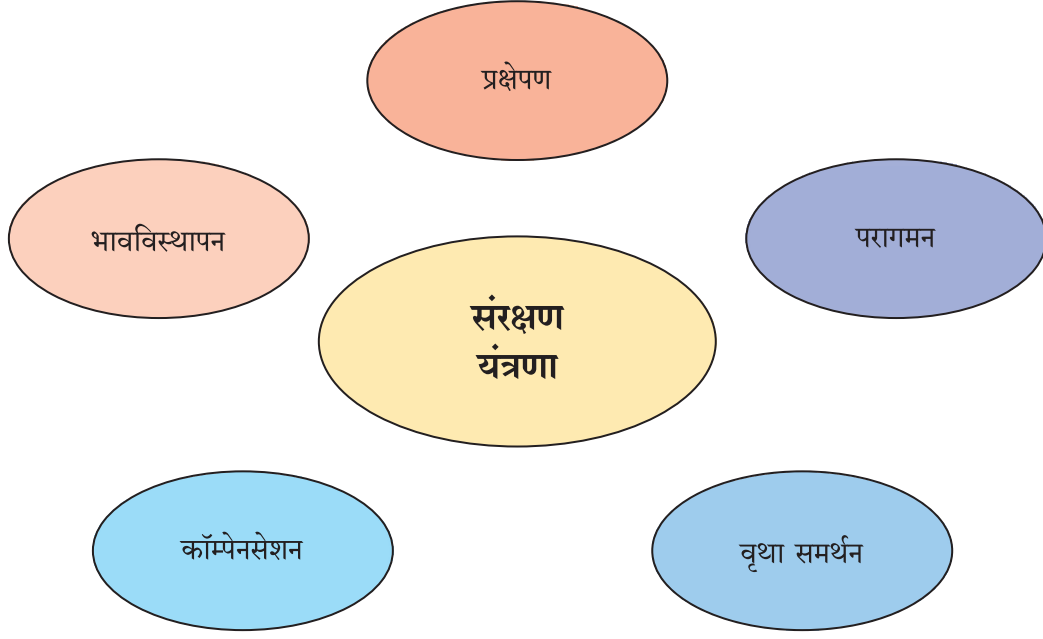 प्रक्षेपण
भावविस्थापन
परागमन
संरक्षण
यंत्रणा
कॉम्पेनसेशन
वृथा समर्थन